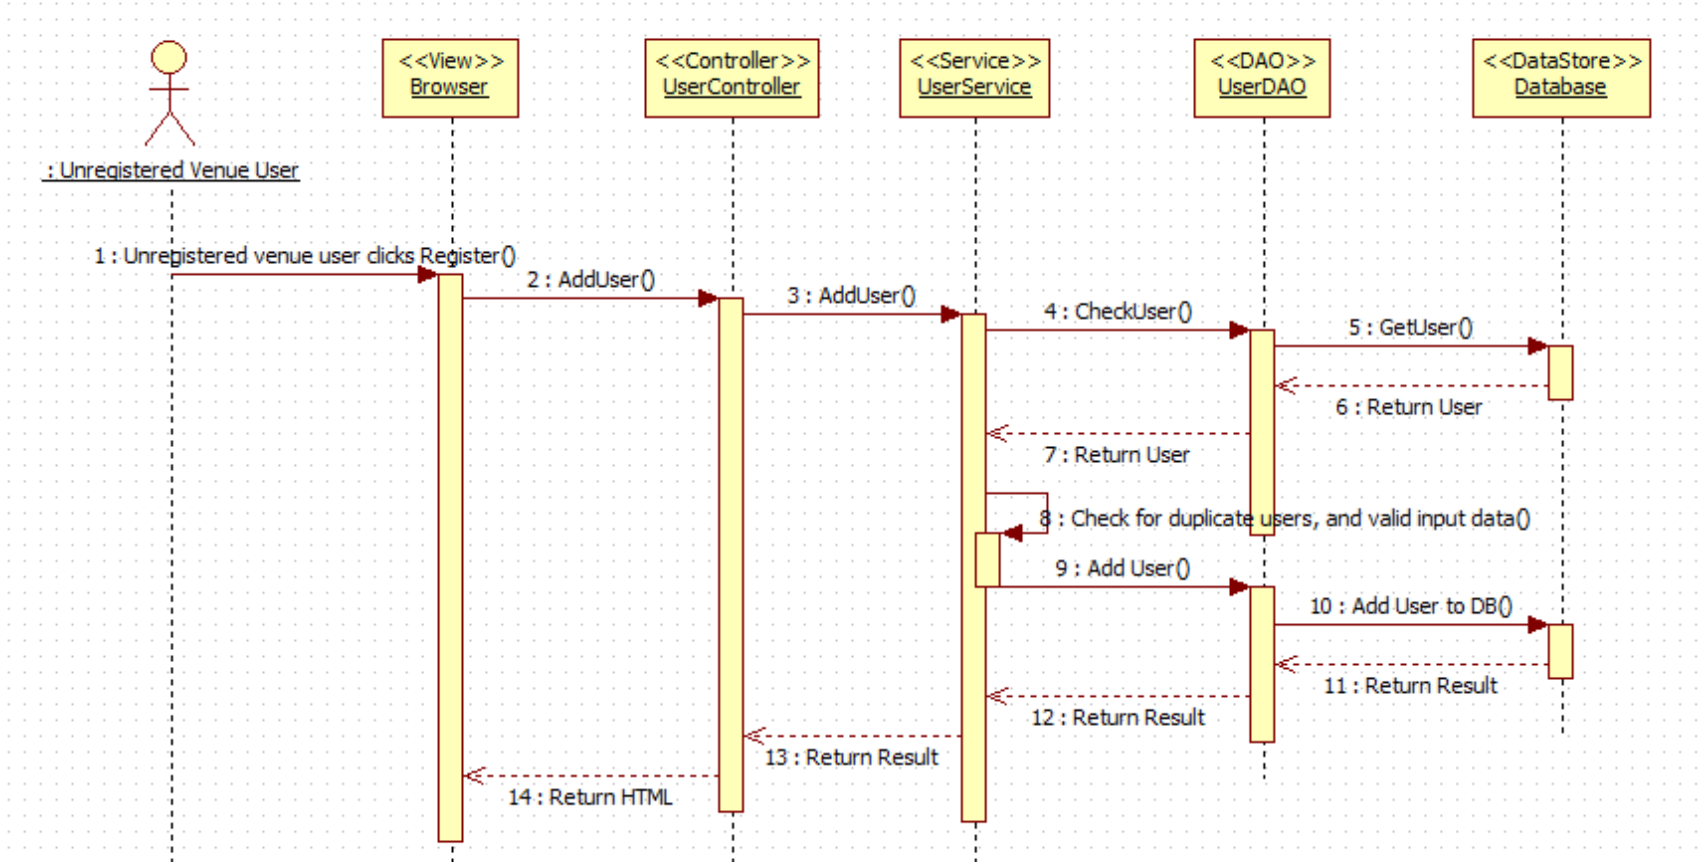 <<View>>
Browser
<<Controller>>
UserController
<<Service>>
UserService
<<DAO>>
UserDAO
<<DataStore>>
Database
: Unregistered Venue User
1 : Unregistered venue user clicks Register()
2 : AddUser()
3 : AddUser()
4 : CheckUser()
5 : GetUser()
6 : Return User
7 : Return User
8 : Check for duplicate users, and valid input data()
9 : Add User()
10 : Add User to DB()
11 : Return Result
12 : Return Result
13 : Return Result
14 : Return HTML